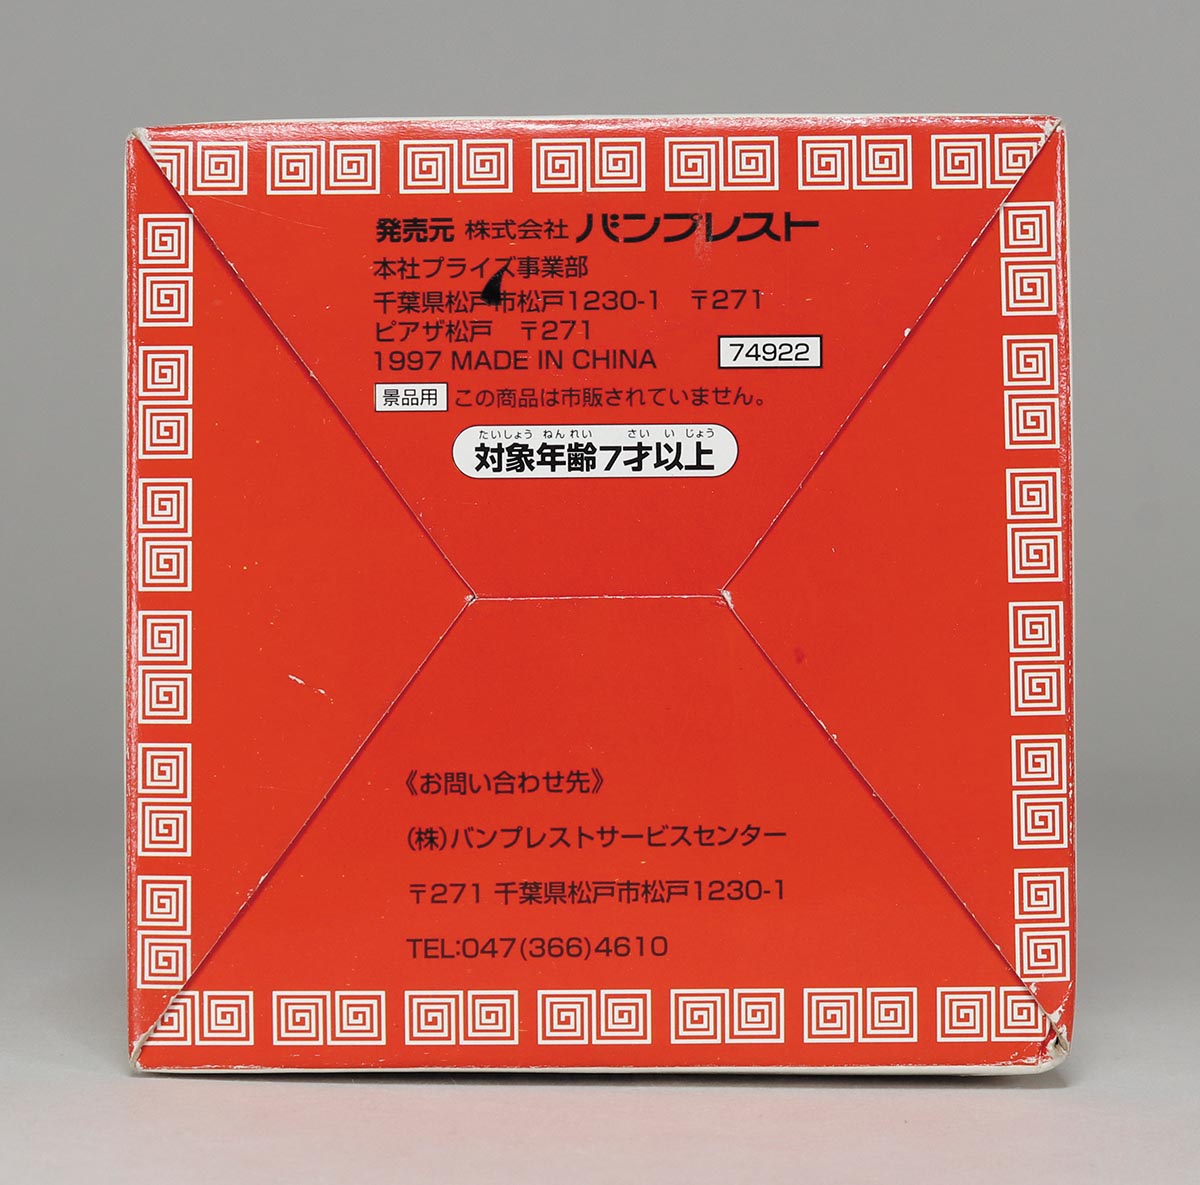 発売元 株式会社 バンプレスト
本社プライズ事業部
千葉県松戸市松戸1230-1 〒271
ピアザ松戸 〒271
1997 MADE IN CHINA
74922
景品用 この商品は市販されていません。
たいしょう ねんれい さい いじょう
対象年齢7才以上
《お問い合わせ先》
(株)バンプレストサービスセンター
〒271 千葉県松戸市松戸1230-1
TEL:047(366)4610